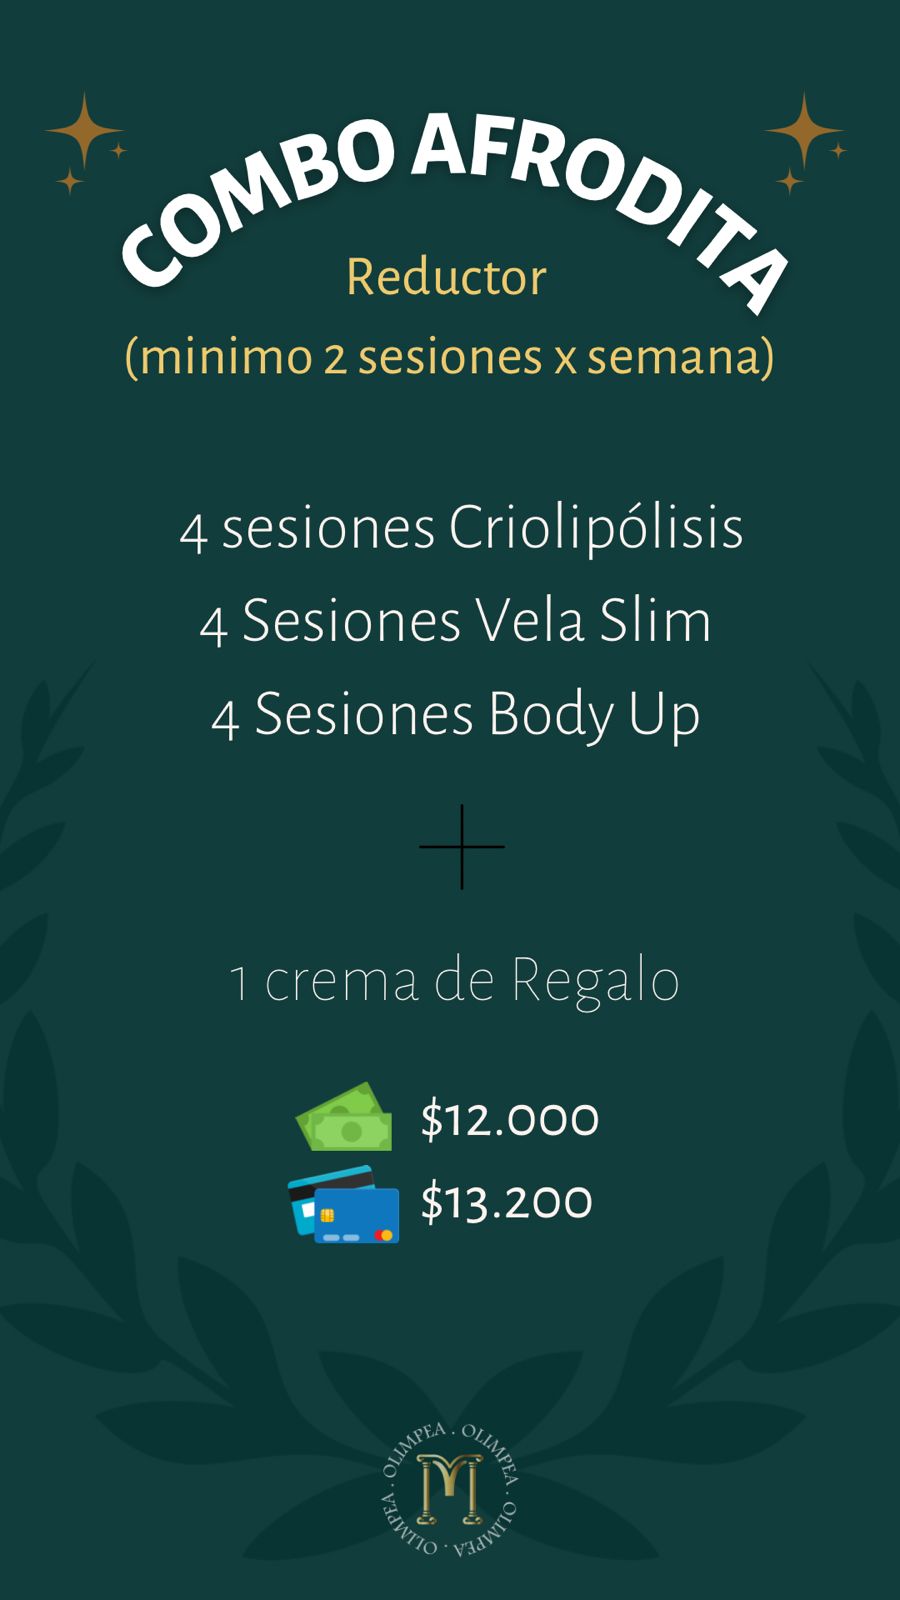 COMBO AFRODITA
Reductor
(minimo 2 sesiones x semana)
4 sesiones Criolipólisis
4 Sesiones Vela Slim
4 Sesiones Body Up
+
1 crema de Regalo
$12.000
$13.200
OLIMPEA . OLIMPEA . OLIMPEA . OLIMPEA .
M